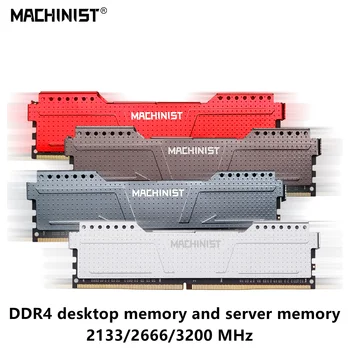 MACHINIST®
MACHINIST
MACHINIST
MACHINIST
MACHINIST
DDR4 desktop memory and server memory
2133/2666/3200 MHz